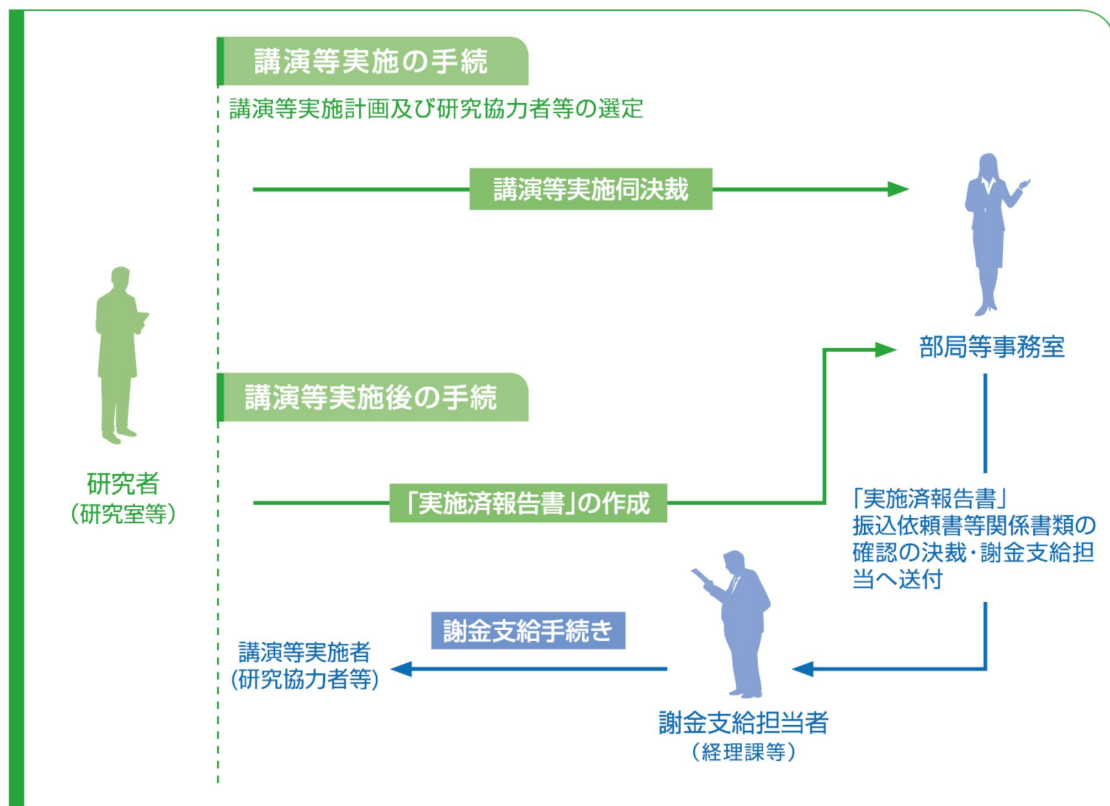 講演等実施の手続
講演等実施計画及び研究協力者等の選定
講演等実施伺決裁
部局等事務室
講演等実施後の手続
研究者
（研究室等）
「実施済報告書」の作成
「実施済報告書」
振込依頼書等関係書類の
確認の決裁・謝金支給担
当へ送付
謝金支給手続き
講演等実施者
(研究協力者等)
謝金支給担当者
（経理課等）